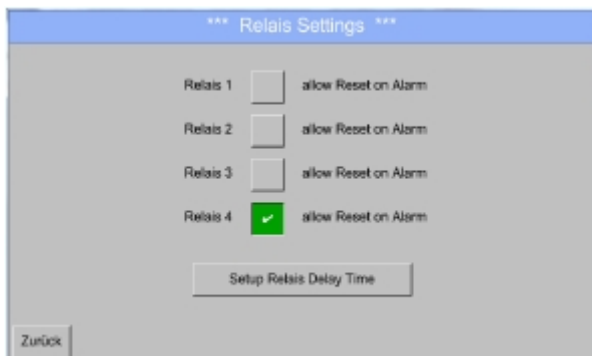 *** Relais Settings ***
Relais 1 allow Reset on Alarm
Relais 2 allow Reset on Alarm
Relais 3 allow Reset on Alarm
Relais 4 allow Reset on Alarm
Setup Relais Delay Time
Zurück